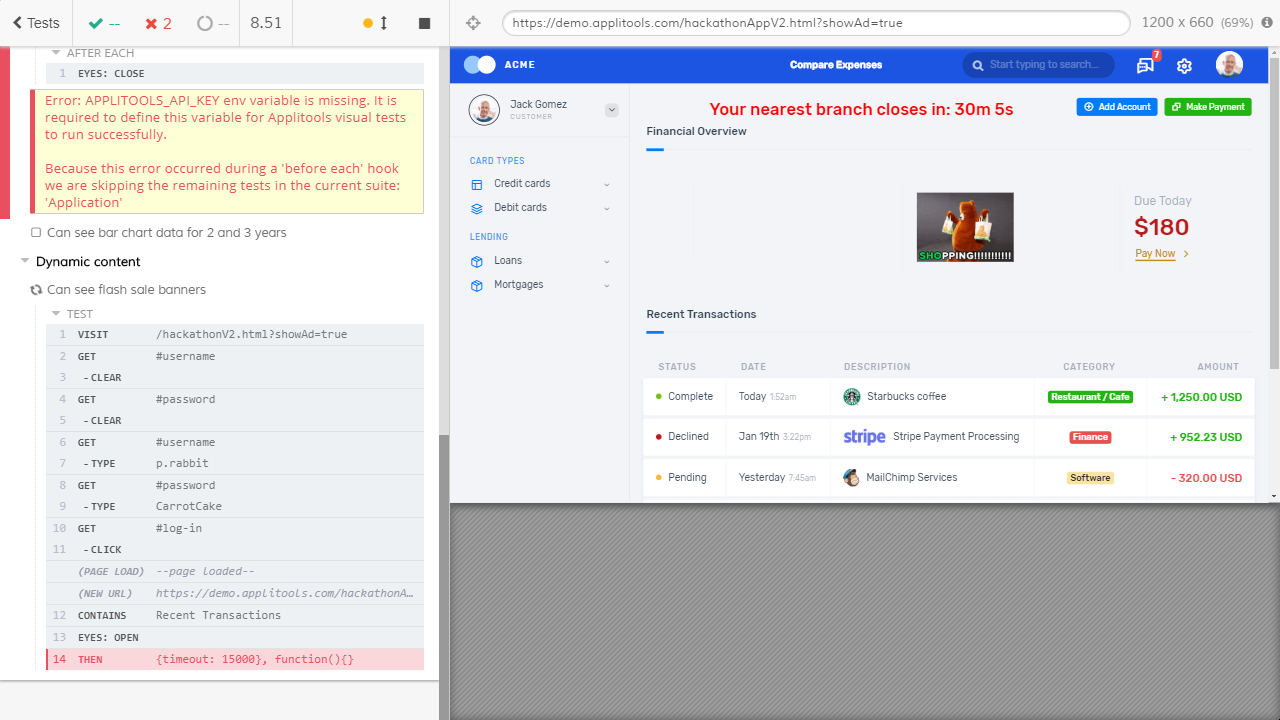 Tests
--
2
--
8.51
https://demo.applitools.com/hackathonAppV2.html?showAd=true
1200 x 660 (69%)
AFTER EACH
1 EYES: CLOSE
Error: APPLITOOLS_API_KEY env variable is missing. It is
required to define this variable for Applitools visual tests
to run successfully.
Because this error occurred during a 'before each' hook
we are skipping the remaining tests in the current suite:
'Application'
Can see bar chart data for 2 and 3 years
Dynamic content
Can see flash sale banners
TEST
1 VISIT /hackathonV2.html?showAd=true
2 GET #username
3 -CLEAR
4 GET #password
5 -CLEAR
6 GET #username
7 -TYPE p.rabbit
8 GET #password
9 -TYPE CarrotCake
10 GET #log-in
11 -CLICK
(PAGE LOAD) --page loaded--
(NEW URL) https://demo.applitools.com/hackathonA…
12 CONTAINS Recent Transactions
13 EYES: OPEN
14 THEN {timeout: 15000}, function(){}
ACME
Compare Expenses
Start typing to search...
7
Jack Gomez
CUSTOMER
CARD TYPES
Credit cards
Debit cards
LENDING
Loans
Mortgages
Your nearest branch closes in: 30m 5s
Add Account
Make Payment
Financial Overview
SHOPPING!!!!!!!!!!!
Due Today
$180
Pay Now
Recent Transactions
STATUS DATE DESCRIPTION CATEGORY AMOUNT
Complete Today 1:52am Starbucks coffee Restaurant / Cafe + 1,250.00 USD
Declined Jan 19th 3:22pm stripe Stripe Payment Processing Finance + 952.23 USD
Pending Yesterday 7:45am MailChimp Services Software - 320.00 USD